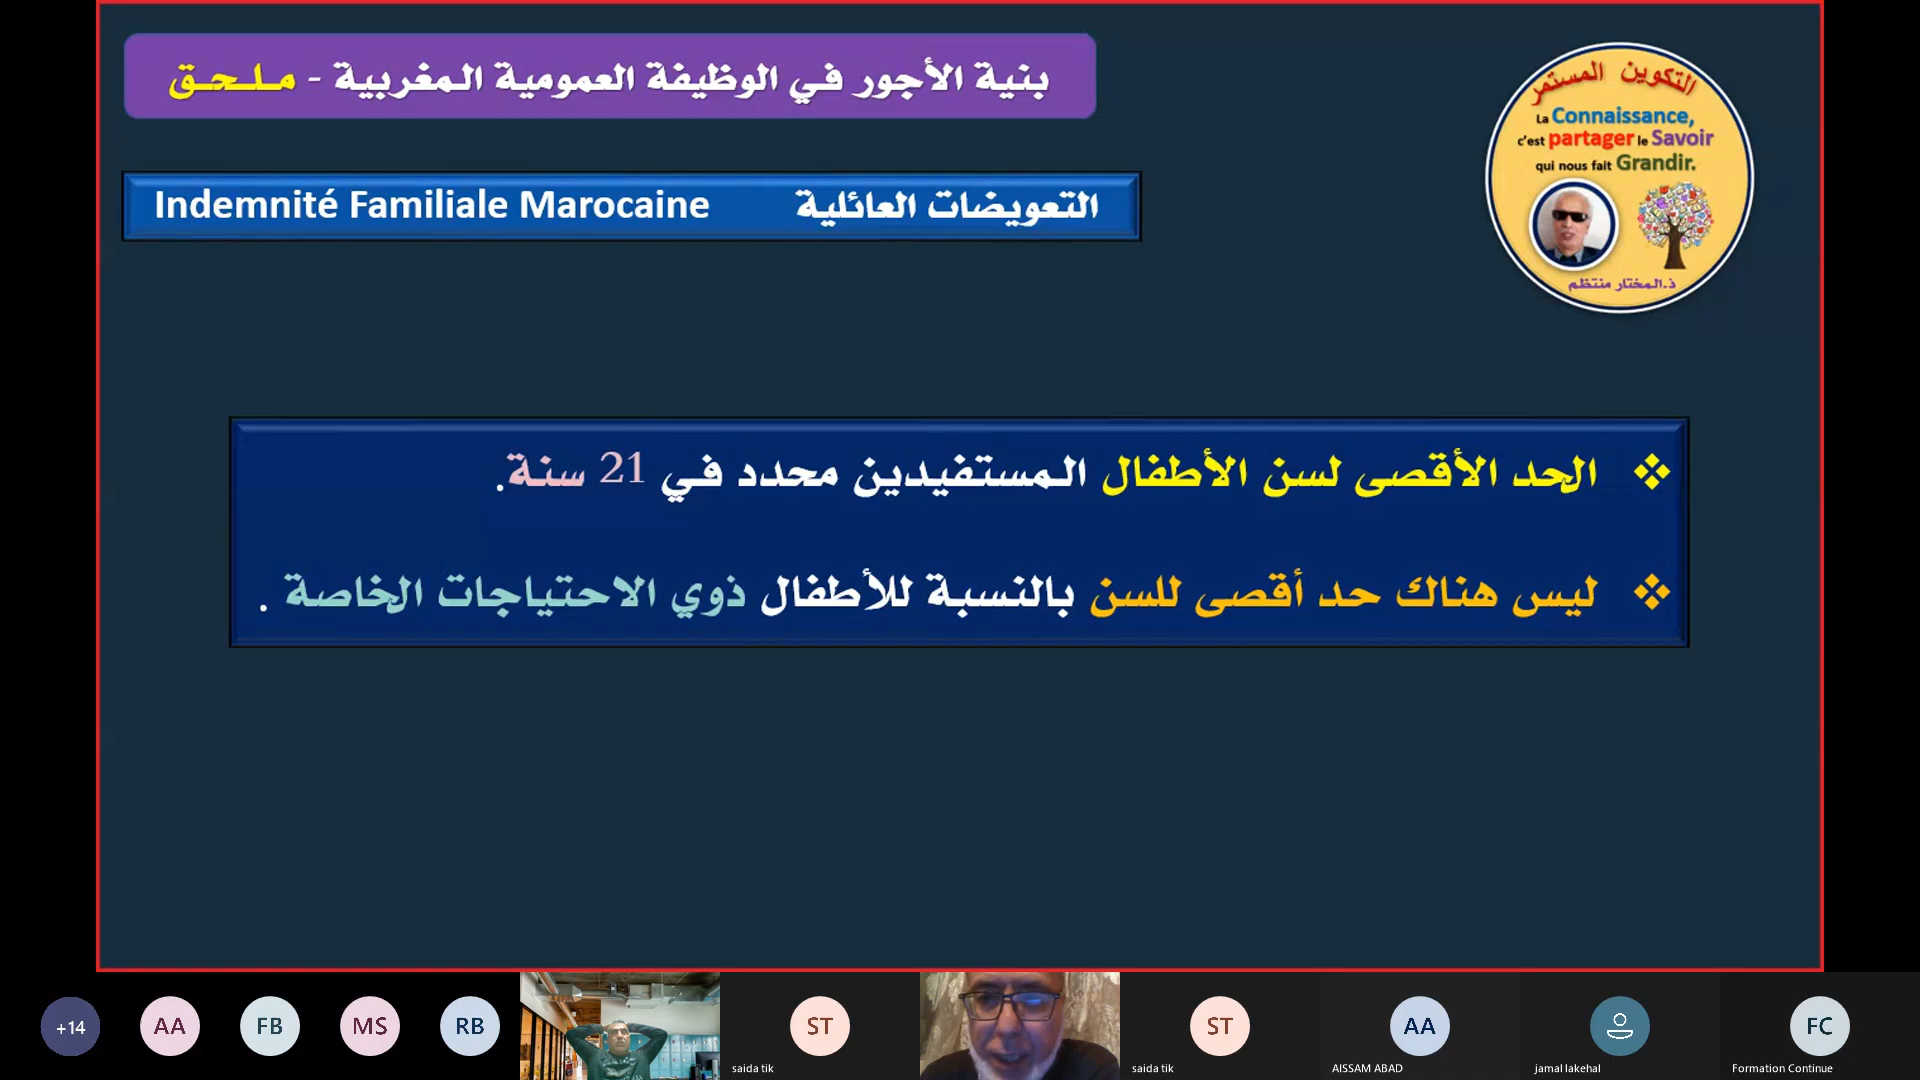 بنية الأجور في الوظيفة العمومية المغربية - ملحق
التكوين المستمر
La Connaissance,
c'est partager le Savoir
qui nous fait Grandir.
ذ.المختار منتظم
Indemnité Familiale Marocaine التعويضات العائلية
❖ الحد الأقصى لسن الأطفال المستفيدين محدد في 21 سنة.
❖ ليس هناك حد أقصى للسن بالنسبة للأطفال ذوي الاحتياجات الخاصة .
+14 AA FB MS RB ST ST AA FC
saida tik saida tik AISSAM ABAD jamal lakehal Formation Continue